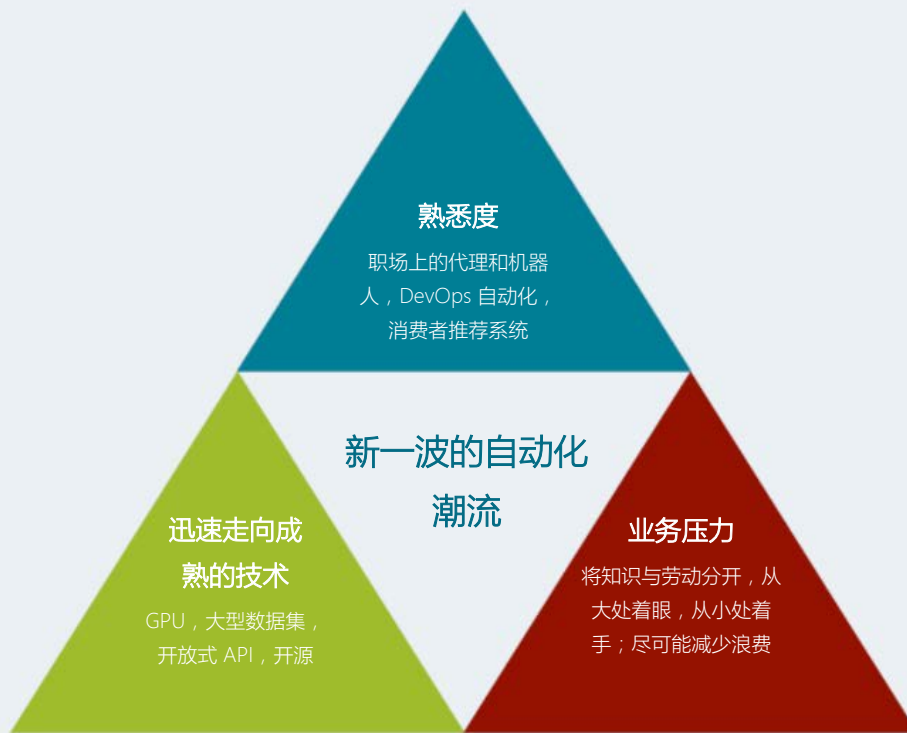 熟悉度
职场上的代理和机器
人，DevOps 自动化，
消费者推荐系统
新一波的自动化
潮流
迅速走向成
熟的技术
GPU，大型数据集，
开放式 API，开源
业务压力
将知识与劳动分开，从
大处着眼，从小处着
手；尽可能减少浪费